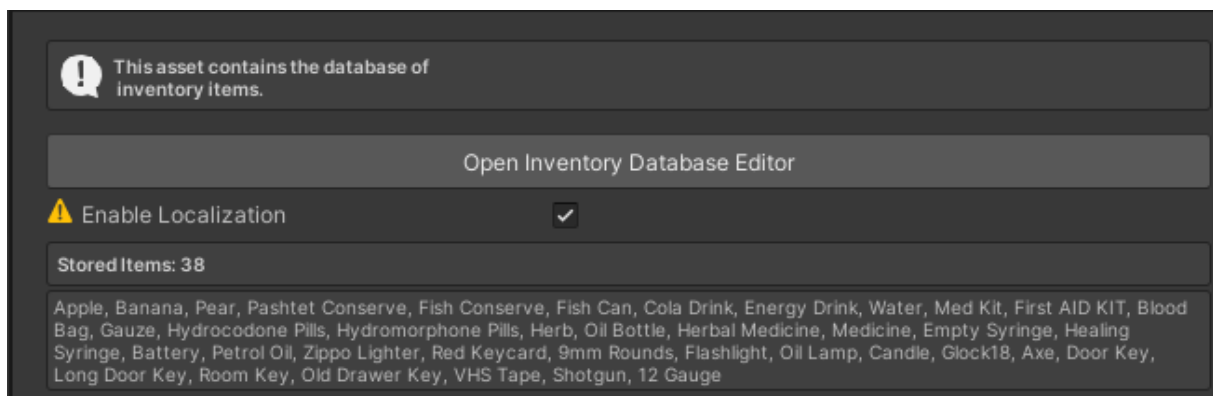 This asset contains the database of
inventory items.
Open Inventory Database Editor
Enable Localization
Stored Items: 38
Apple, Banana, Pear, Pashtet Conserve, Fish Conserve, Fish Can, Cola Drink, Energy Drink, Water, Med Kit, First AID KIT, Blood
Bag, Gauze, Hydrocodone Pills, Hydromorphone Pills, Herb, Oil Bottle, Herbal Medicine, Medicine, Empty Syringe, Healing
Syringe, Battery, Petrol Oil, Zippo Lighter, Red Keycard, 9mm Rounds, Flashlight, Oil Lamp, Candle, Glock18, Axe, Door Key,
Long Door Key, Room Key, Old Drawer Key, VHS Tape, Shotgun, 12 Gauge